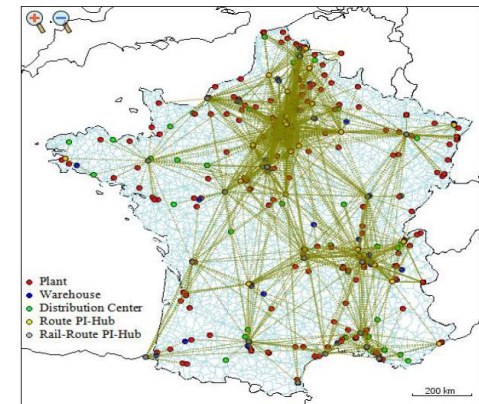 Plant
Warehouse
Distribution Center
Route PI-Hub
Rail-Route PI-Hub
200 km